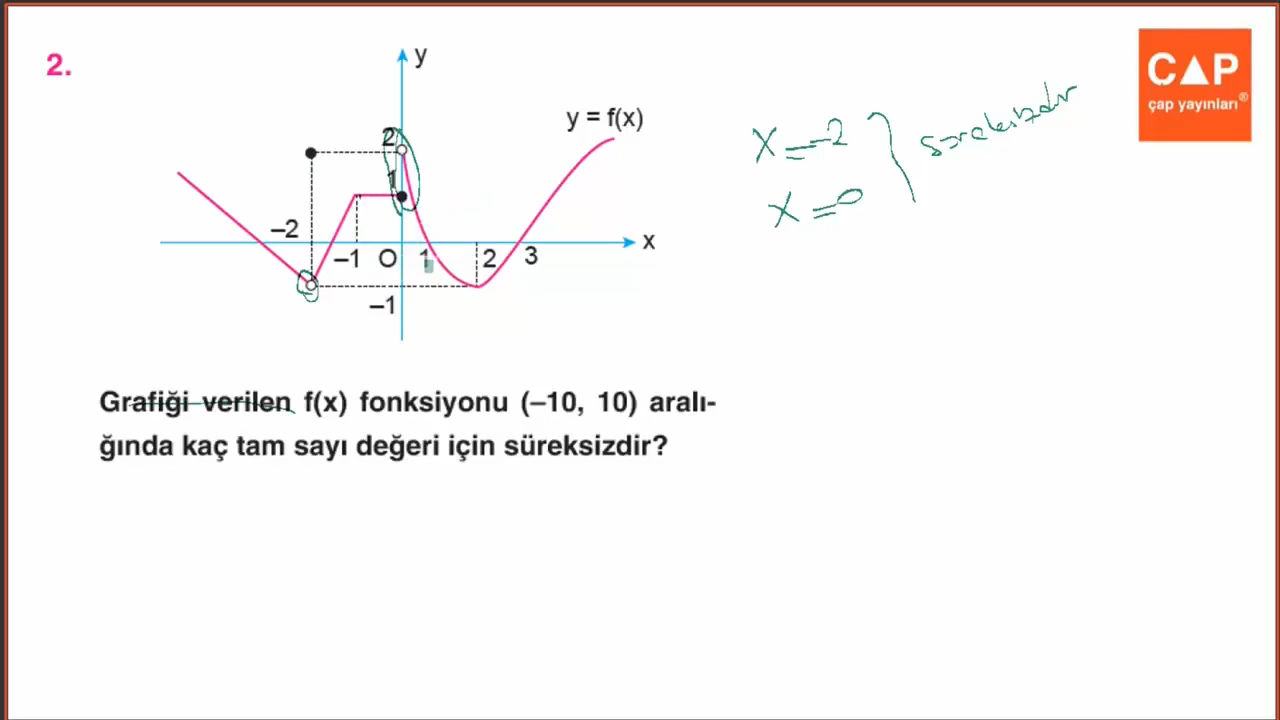 2.
y
y = f(x)
2
1
–2
–1
O
1
2
3
x
–1
x = -2
x = 0
süreksizdir
CAP
çap yayınları®
Grafiği verilen f(x) fonksiyonu (–10, 10) aralı-
ğında kaç tam sayı değeri için süreksizdir?